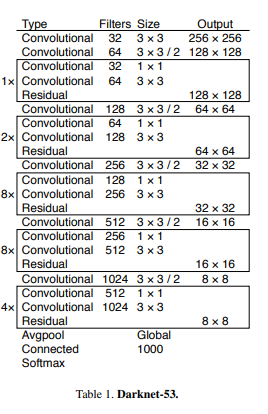 Type Filters Size Output
Convolutional 32 3 × 3 256 × 256
Convolutional 64 3 × 3 / 2 128 × 128
Convolutional 32 1 × 1
1× Convolutional 64 3 × 3
Residual 128 × 128
Convolutional 128 3 × 3 / 2 64 × 64
Convolutional 64 1 × 1
2× Convolutional 128 3 × 3
Residual 64 × 64
Convolutional 256 3 × 3 / 2 32 × 32
Convolutional 128 1 × 1
8× Convolutional 256 3 × 3
Residual 32 × 32
Convolutional 512 3 × 3 / 2 16 × 16
Convolutional 256 1 × 1
8× Convolutional 512 3 × 3
Residual 16 × 16
Convolutional 1024 3 × 3 / 2 8 × 8
Convolutional 512 1 × 1
4× Convolutional 1024 3 × 3
Residual 8 × 8
Avgpool Global
Connected 1000
Softmax
Table 1. Darknet-53.